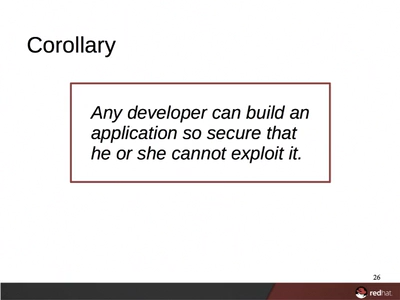 Corollary
Any developer can build an
application so secure that
he or she cannot exploit it.
26
redhat.